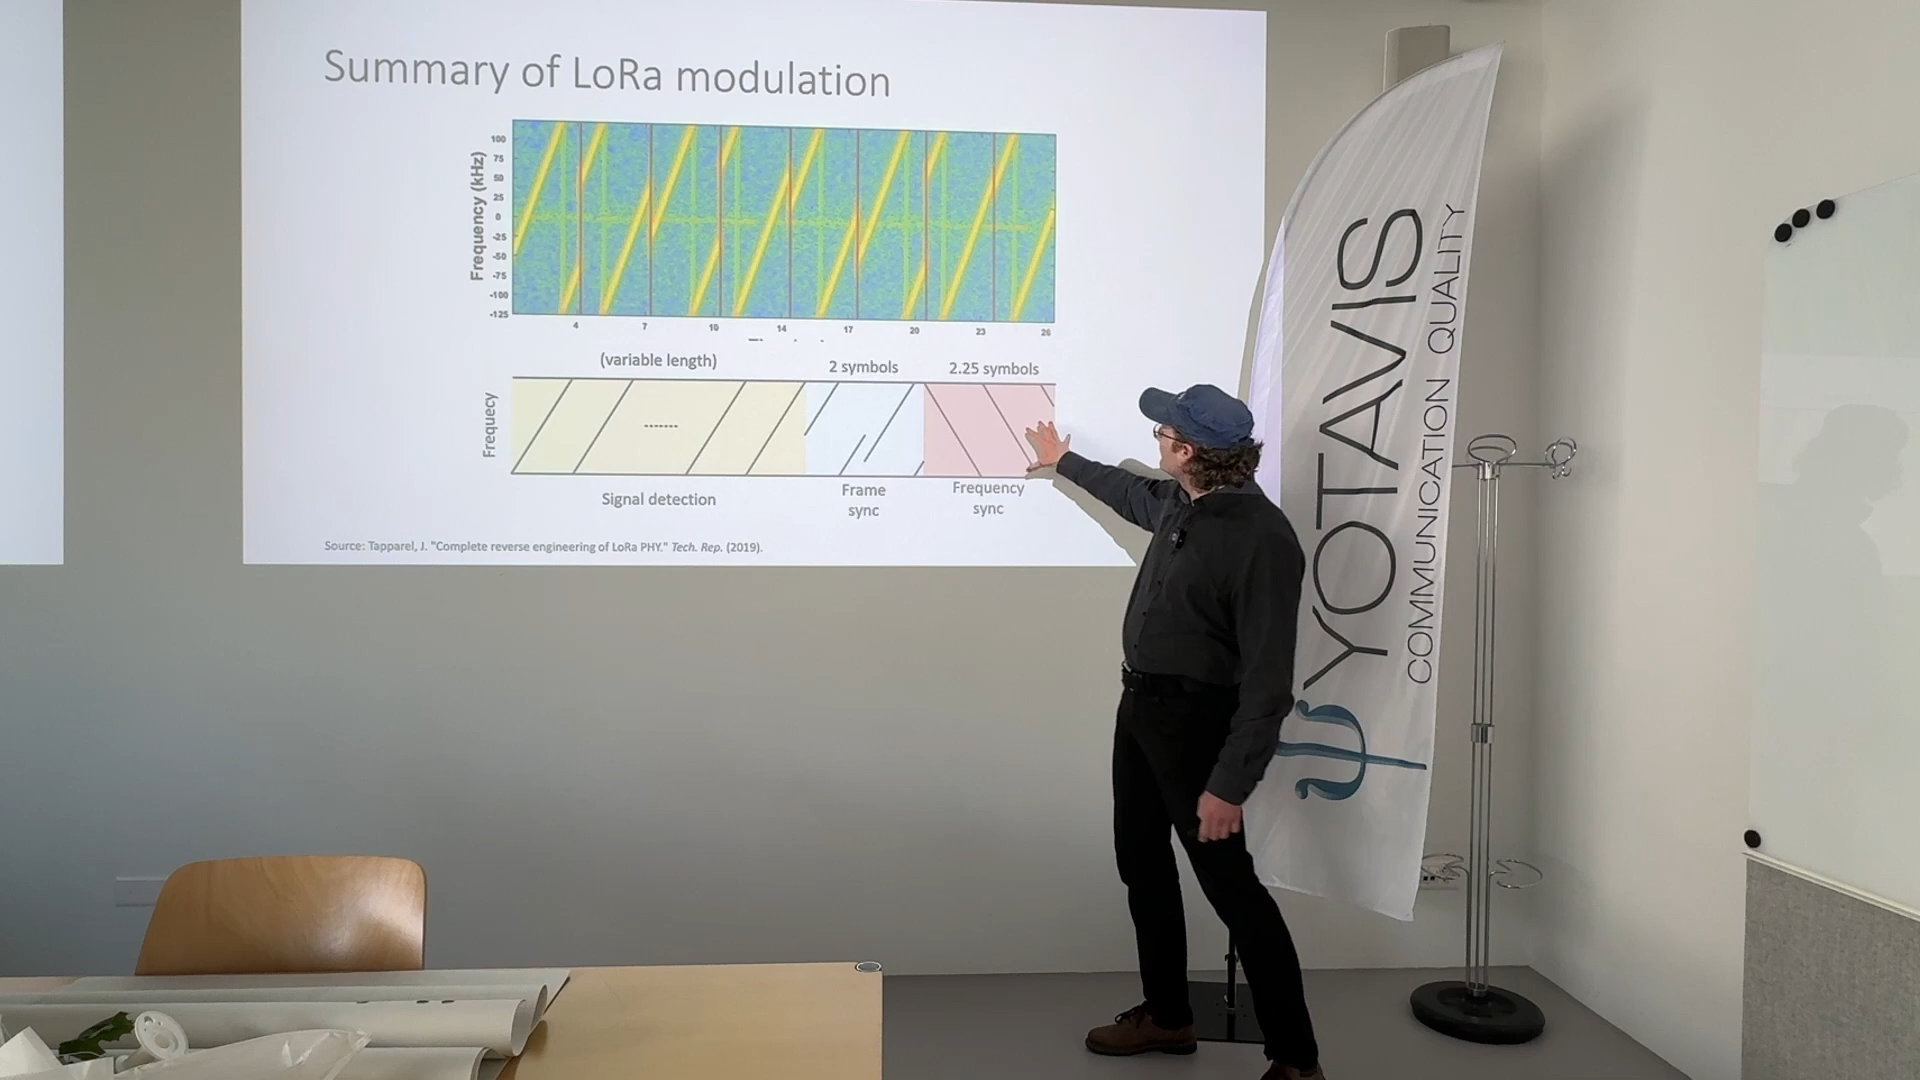 Summary of LoRa modulation
Frequency (kHz)
100
75
50
25
0
-25
-50
-75
-100
-125
4
7
10
14
17
20
23
26
(variable length)
2 symbols
2.25 symbols
Frequecy
Signal detection
Frame
sync
Frequency
sync
Source: Tapparel, J. "Complete reverse engineering of LoRa PHY." Tech. Rep. (2019).
YOTAVIS
COMMUNICATION QUALITY